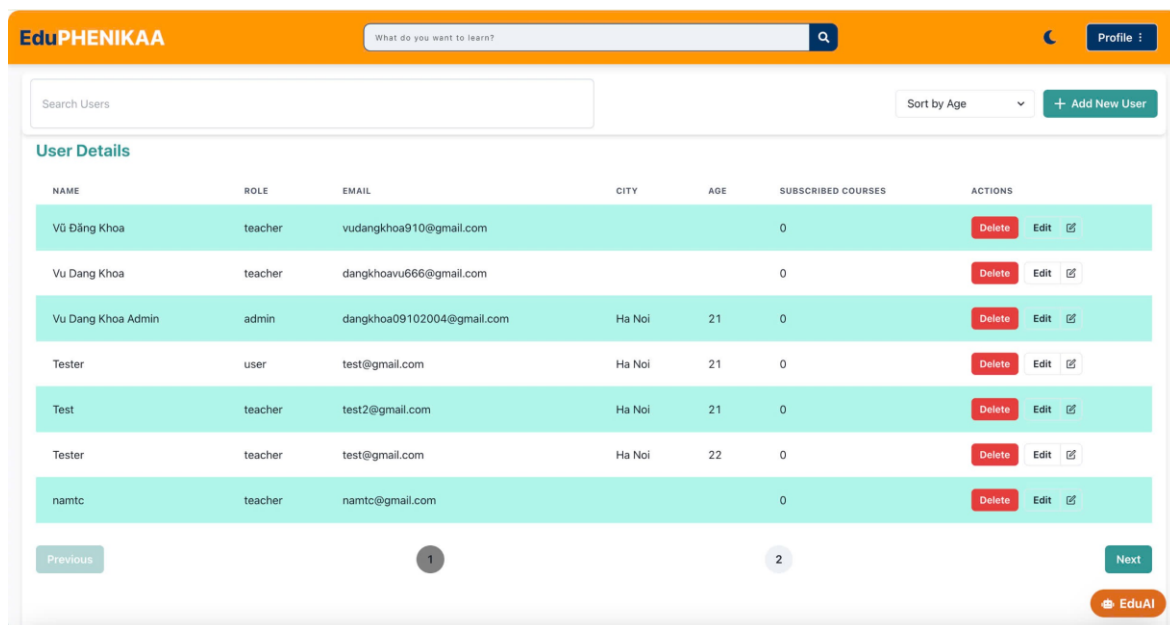 EduPHENIKAA What do you want to learn? Profile
Search Users Sort by Age + Add New User
User Details
NAME ROLE EMAIL CITY AGE SUBSCRIBED COURSES ACTIONS
Vũ Đăng Khoa teacher vudangkhoa910@gmail.com 0 Delete Edit
Vu Dang Khoa teacher dangkhoavu666@gmail.com 0 Delete Edit
Vu Dang Khoa Admin admin dangkhoa09102004@gmail.com Ha Noi 21 0 Delete Edit
Tester user test@gmail.com Ha Noi 21 0 Delete Edit
Test teacher test2@gmail.com Ha Noi 21 0 Delete Edit
Tester teacher test@gmail.com Ha Noi 22 0 Delete Edit
namtc teacher namtc@gmail.com 0 Delete Edit
Previous 1 2 Next
EduAI